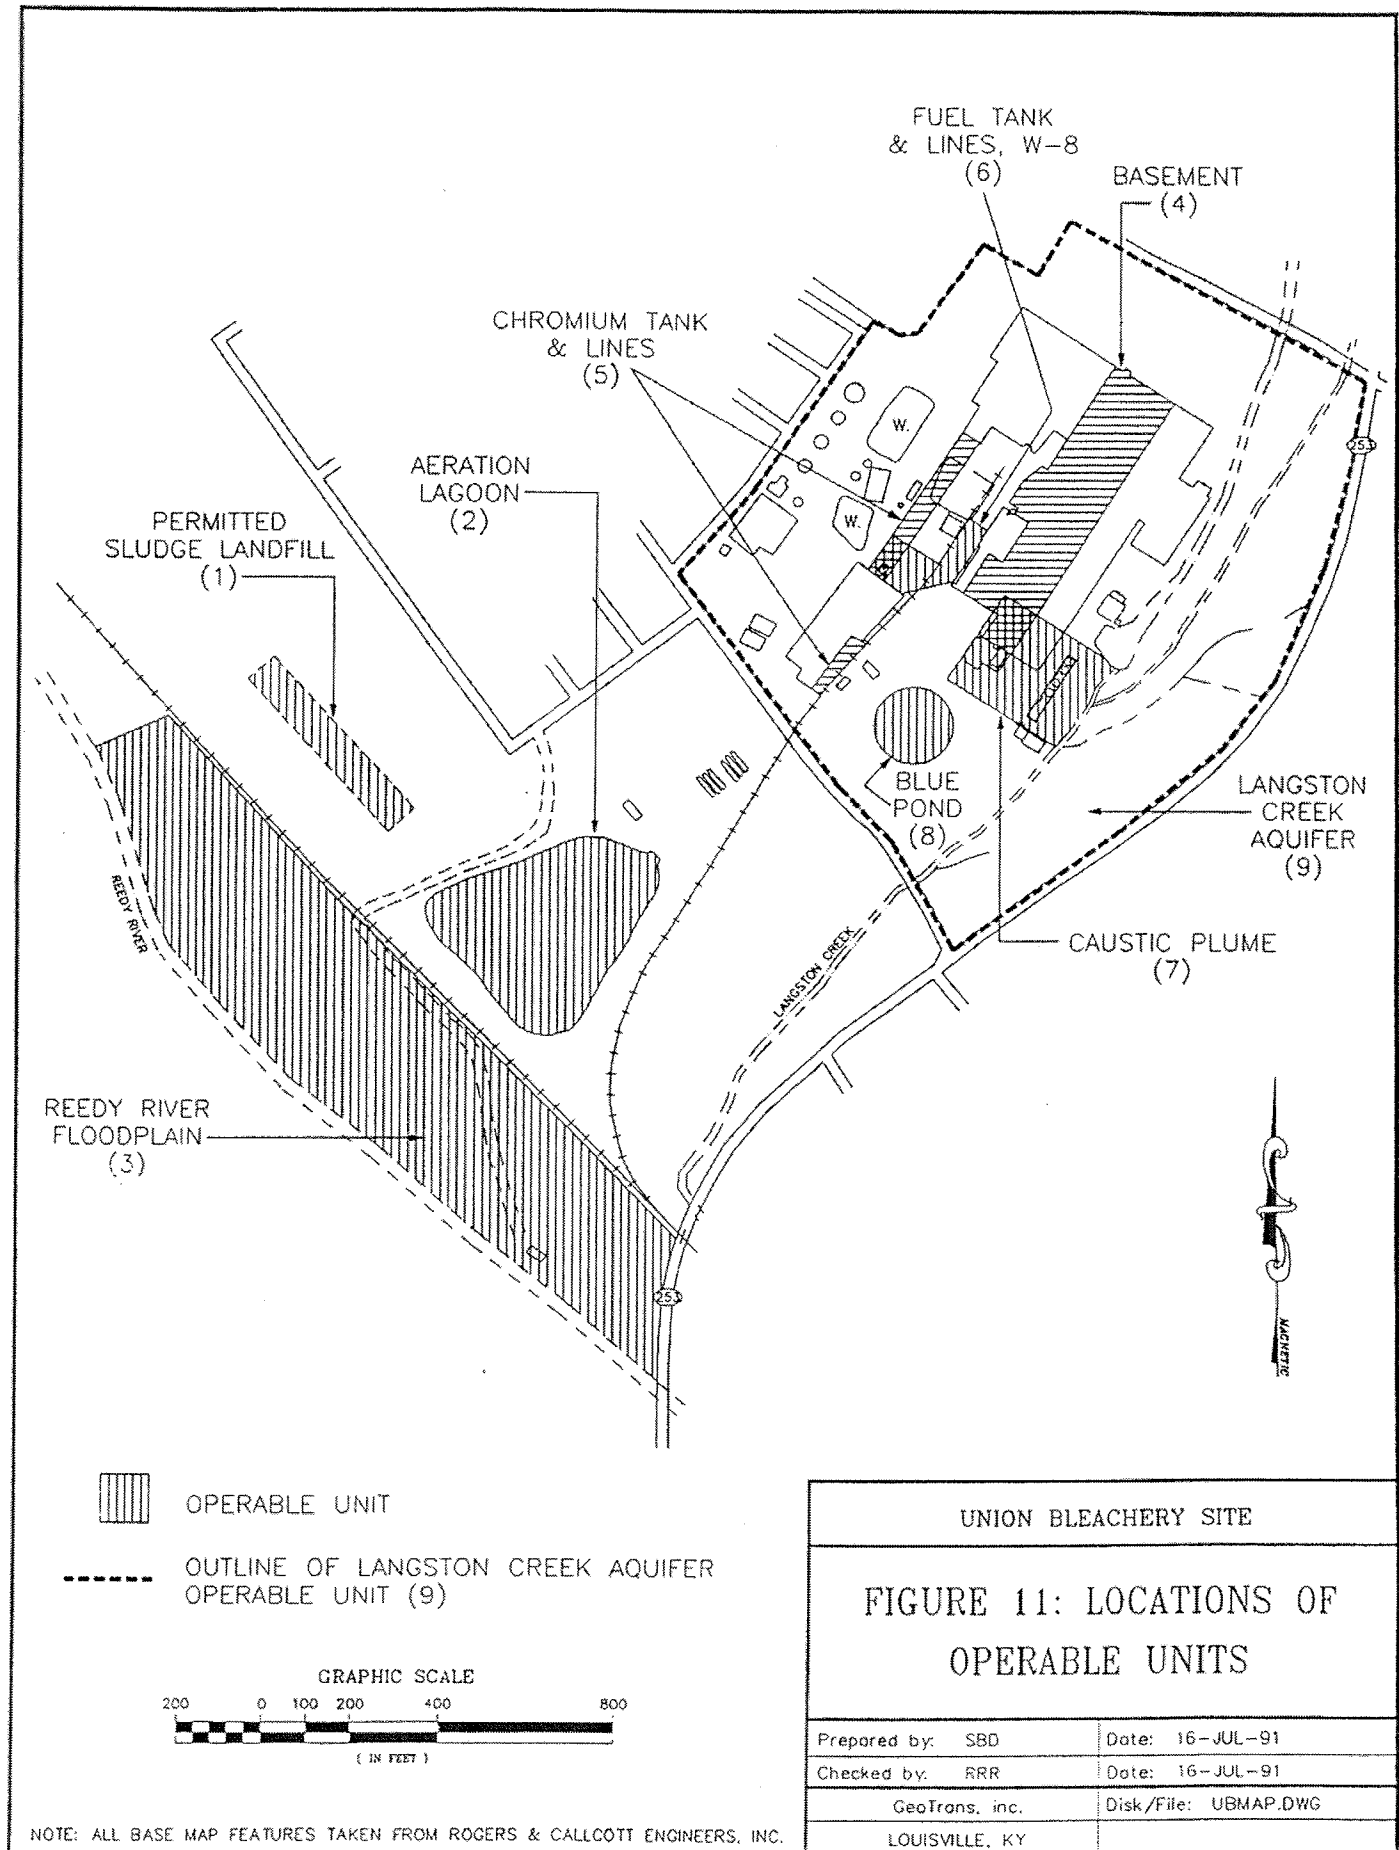 FUEL TANK
& LINES, W-8
(6)
BASEMENT
(4)
CHROMIUM TANK
& LINES
(5)
W.
253
AERATION
LAGOON
(2)
W.
PERMITTED
SLUDGE LANDFILL
(1)
BLUE
POND
(8)
LANGSTON
CREEK
AQUIFER
(9)
REEDY RIVER
CAUSTIC PLUME
(7)
LANGSTON CREEK
REEDY RIVER
FLOODPLAIN
(3)
253
MAGNETIC
OPERABLE UNIT
OUTLINE OF LANGSTON CREEK AQUIFER
OPERABLE UNIT (9)
GRAPHIC SCALE
200 0 100 200 400 800
( IN FEET )
NOTE: ALL BASE MAP FEATURES TAKEN FROM ROGERS & CALLCOTT ENGINEERS, INC.
UNION BLEACHERY SITE
FIGURE 11: LOCATIONS OF
OPERABLE UNITS
Prepared by: SBD Date: 16-JUL-91
Checked by: RRR Date: 16-JUL-91
GeoTrans, inc. Disk/File: UBMAP.DWG
LOUISVILLE, KY